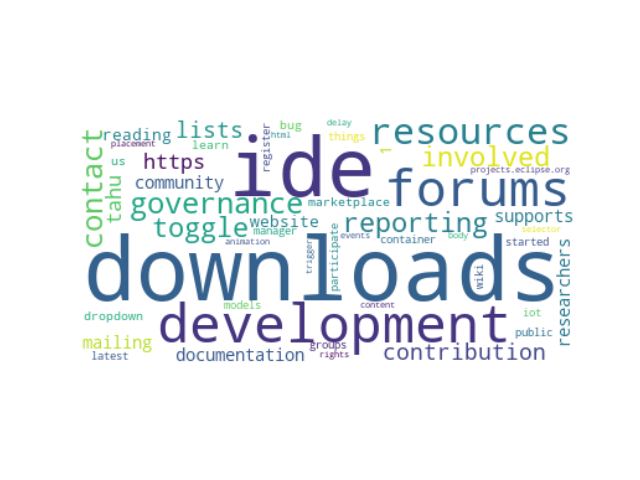 delay
bug
html
things
reading
lists
resources
placement
learn
register
1
involved
us
https
ide
projects.eclipse.org
contact
tahu
community
forums
governance
marketplace
toggle
website
reporting
supports
manager
participate
selector
animation
trigger
events
container
body
started
downloads
wiki
researchers
models
content
dropdown
development
iot
public
mailing
groups
latest
documentation
rights
contribution